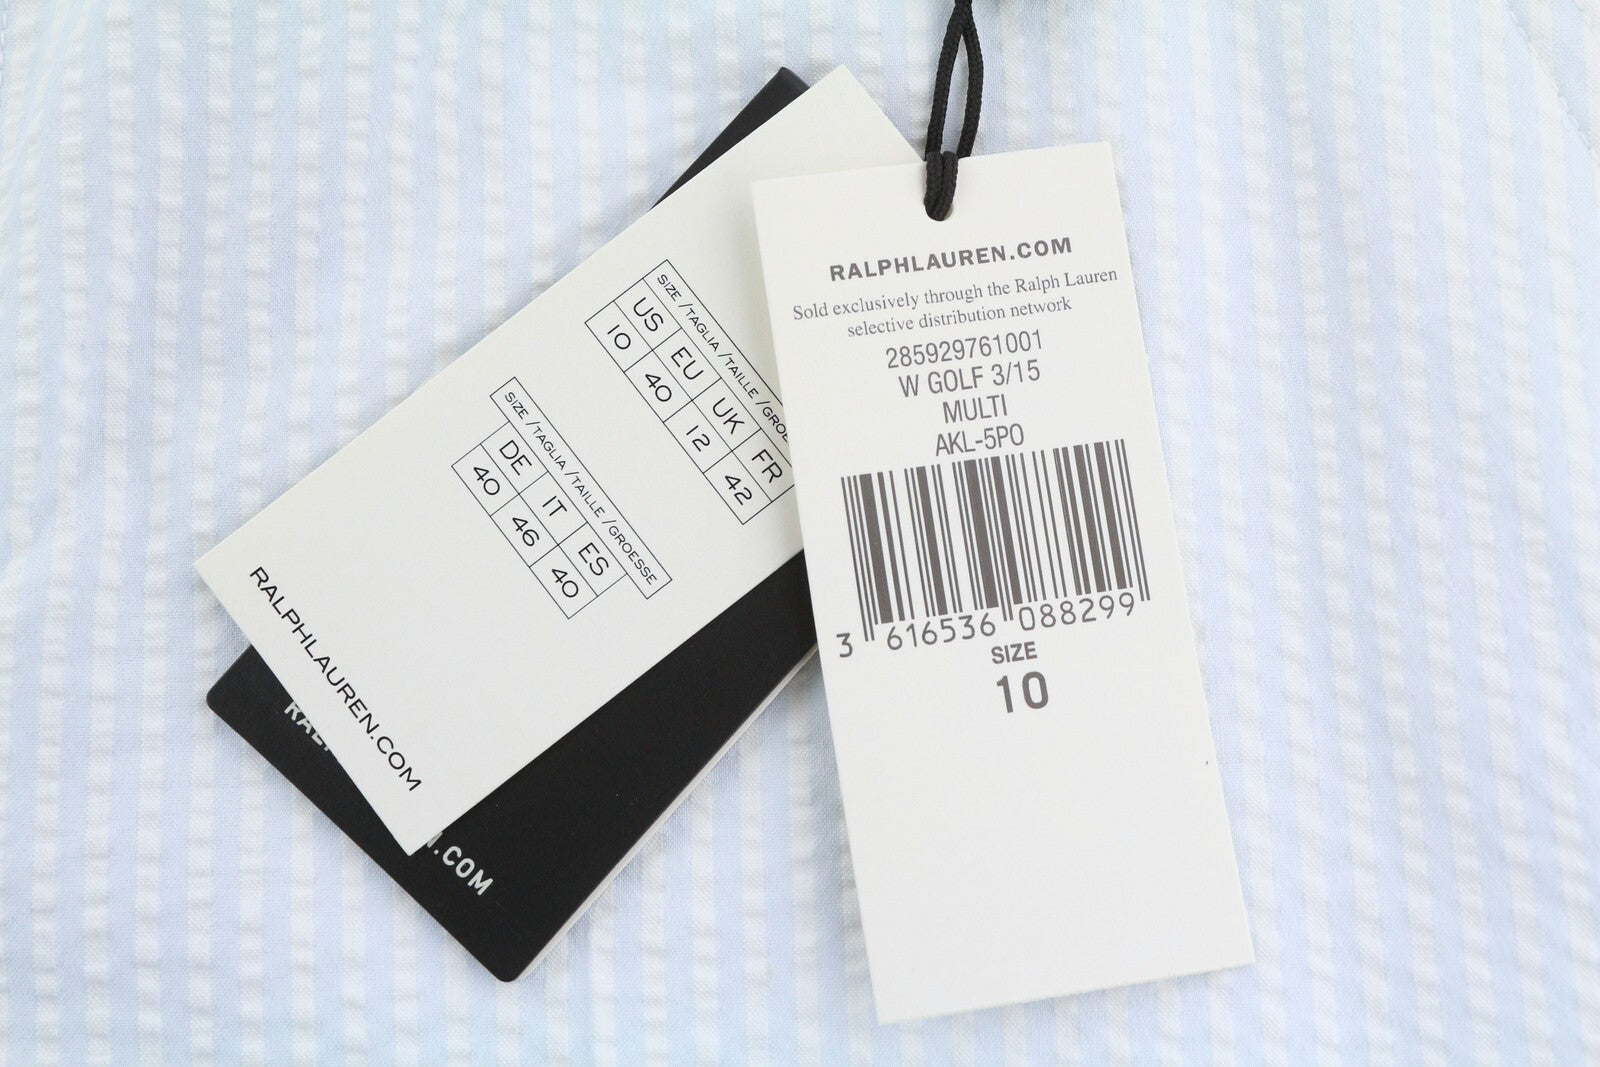 RALPHLAUREN.COM
Sold exclusively through the Ralph Lauren
selective distribution network
285929761001
W GOLF 3/15
MULTI
AKL-5PO
3 616536 088299
SIZE
10
SIZE /TAGLIA /TAILLE /GROE
US EU UK FR
10 40 12 42
SIZE /TAGLIA /TAILLE /GROESSE
DE IT ES
40 46 40
RALPHLAUREN.COM
RAL N.COM